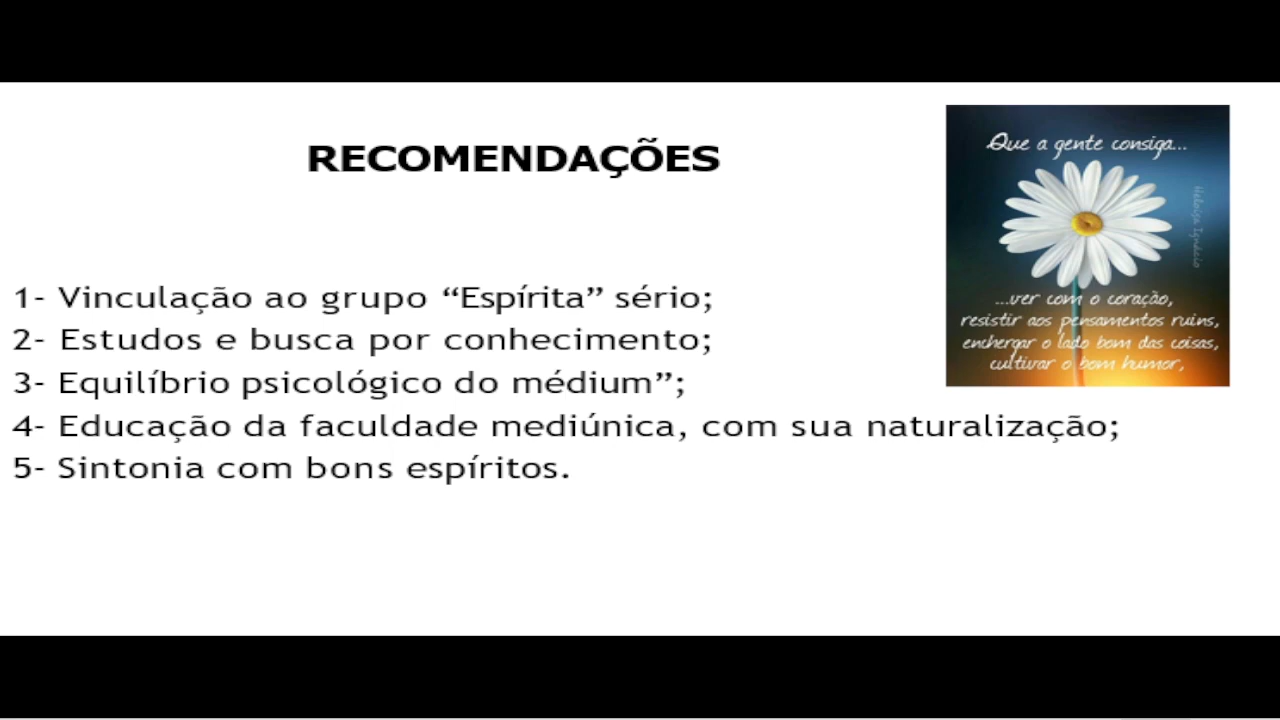 RECOMENDAÇÕES
Que a gente consiga...
Heloísa Ignácio
...ver com o coração,
resistir aos pensamentos ruins,
enchergar o lado bom das coisas,
cultivar o bom humor,
1- Vinculação ao grupo “Espírita” sério;
2- Estudos e busca por conhecimento;
3- Equilíbrio psicológico do médium”;
4- Educação da faculdade mediúnica, com sua naturalização;
5- Sintonia com bons espíritos.